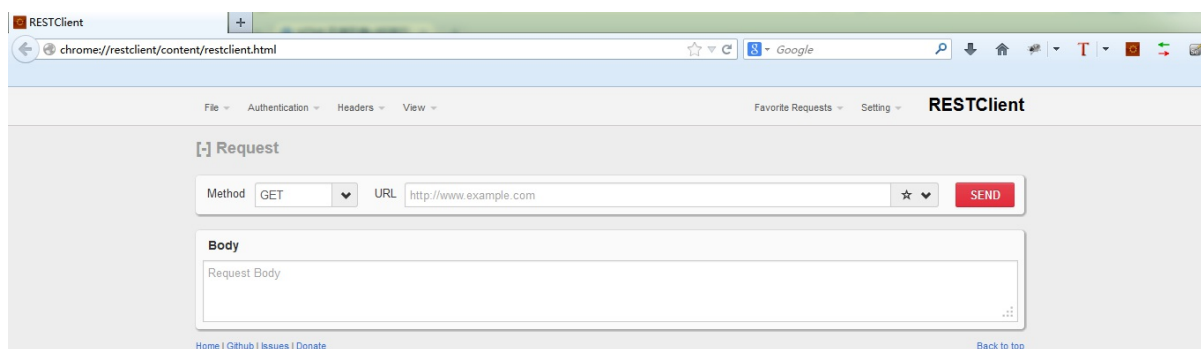 RESTClient
chrome://restclient/content/restclient.html
Google
File Authentication Headers View Favorite Requests Setting RESTClient
[-] Request
Method GET URL http://www.example.com SEND
Body
Request Body
Home | Github | Issues | Donate Back to top